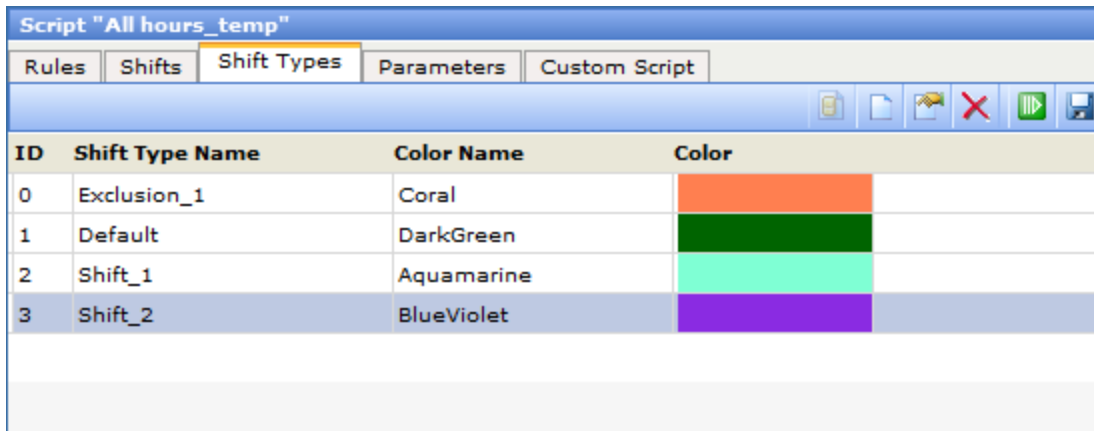 Script "All hours_temp"
Rules Shifts Shift Types Parameters Custom Script
ID Shift Type Name Color Name Color
0 Exclusion_1 Coral
1 Default DarkGreen
2 Shift_1 Aquamarine
3 Shift_2 BlueViolet